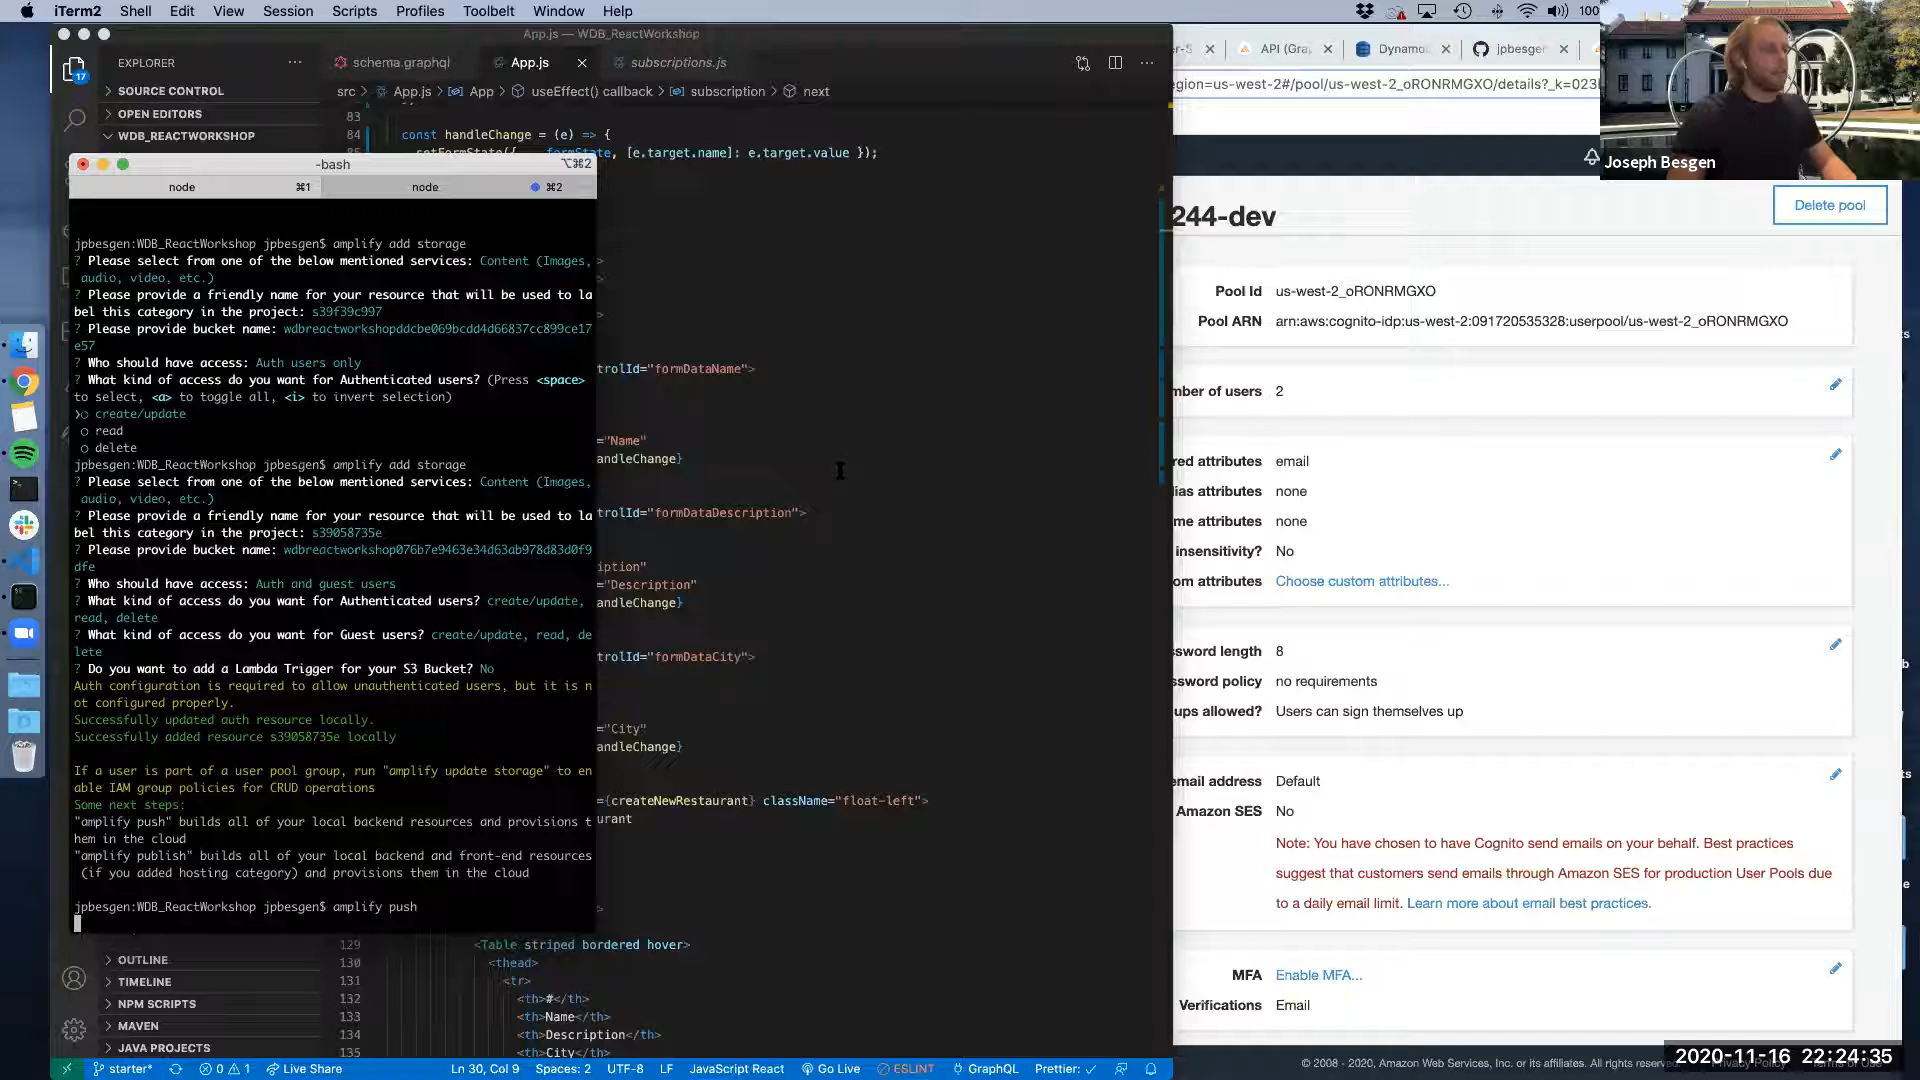 iTerm2 Shell Edit View Session Scripts Profiles Toolbelt Window Help
App.js — WDB_ReactWorkshop
EXPLORER
schema.graphql App.js subscriptions.js
17
SOURCE CONTROL
OPEN EDITORS
WDB_REACTWORKSHOP
src > App.js > App > useEffect() callback > subscription > next
83
84 const handleChange = (e) => {
85 setFormState({ ...formState, [e.target.name]: e.target.value });
-bash ⌥⌘2
node ⌘1 node ⌘2
jpbesgen:WDB_ReactWorkshop jpbesgen$ amplify add storage
? Please select from one of the below mentioned services: Content (Images,
audio, video, etc.)
? Please provide a friendly name for your resource that will be used to la
bel this category in the project: s39f39c997
? Please provide bucket name: wdbreactworkshopddcbe069bcdd4d66837cc899ce17
e57
? Who should have access: Auth users only
? What kind of access do you want for Authenticated users? (Press <space>
to select, <a> to toggle all, <i> to invert selection)
❯○ create/update
○ read
○ delete
jpbesgen:WDB_ReactWorkshop jpbesgen$ amplify add storage
? Please select from one of the below mentioned services: Content (Images,
audio, video, etc.)
? Please provide a friendly name for your resource that will be used to la
bel this category in the project: s39058735e
? Please provide bucket name: wdbreactworkshop076b7e9463e34d63ab978d83d0f9
dfe
? Who should have access: Auth and guest users
? What kind of access do you want for Authenticated users? create/update,
read, delete
? What kind of access do you want for Guest users? create/update, read, de
lete
? Do you want to add a Lambda Trigger for your S3 Bucket? No
Auth configuration is required to allow unauthenticated users, but it is n
ot configured properly.
Successfully updated auth resource locally.
Successfully added resource s39058735e locally
If a user is part of a user pool group, run "amplify update storage" to en
able IAM group policies for CRUD operations
Some next steps:
"amplify push" builds all of your local backend resources and provisions t
hem in the cloud
"amplify publish" builds all of your local backend and front-end resources
(if you added hosting category) and provisions them in the cloud
jpbesgen:WDB_ReactWorkshop jpbesgen$ amplify push
trolId="formDataName">
="Name"
andleChange}
trolId="formDataDescription">
iption"
="Description"
andleChange}
trolId="formDataCity">
="City"
andleChange}
={createNewRestaurant} className="float-left">
urant
129 <Table striped bordered hover>
130 <thead>
131 <tr>
132 <th>#</th>
133 <th>Name</th>
134 <th>Description</th>
135 <th>City</th>
OUTLINE
TIMELINE
NPM SCRIPTS
MAVEN
JAVA PROJECTS
starter* 0 1 Live Share Ln 30, Col 9 Spaces: 2 UTF-8 LF JavaScript React Go Live ESLINT GraphQL Prettier: ✓
100
API (Gra Dynamo jpbesge
egion=us-west-2#/pool/us-west-2_oRONRMGXO/details?_k=023
Joseph Besgen
244-dev
Delete pool
Pool Id us-west-2_oRONRMGXO
Pool ARN arn:aws:cognito-idp:us-west-2:091720535328:userpool/us-west-2_oRONRMGXO
mber of users 2
red attributes email
ias attributes none
me attributes none
insensitivity? No
om attributes Choose custom attributes...
ssword length 8
ssword policy no requirements
ups allowed? Users can sign themselves up
email address Default
Amazon SES No
Note: You have chosen to have Cognito send emails on your behalf. Best practices
suggest that customers send emails through Amazon SES for production User Pools due
to a daily email limit. Learn more about email best practices.
MFA Enable MFA...
Verifications Email
© 2008 - 2020, Amazon Web Services, Inc. or its affiliates. All rights
2020-11-16 22:24:35